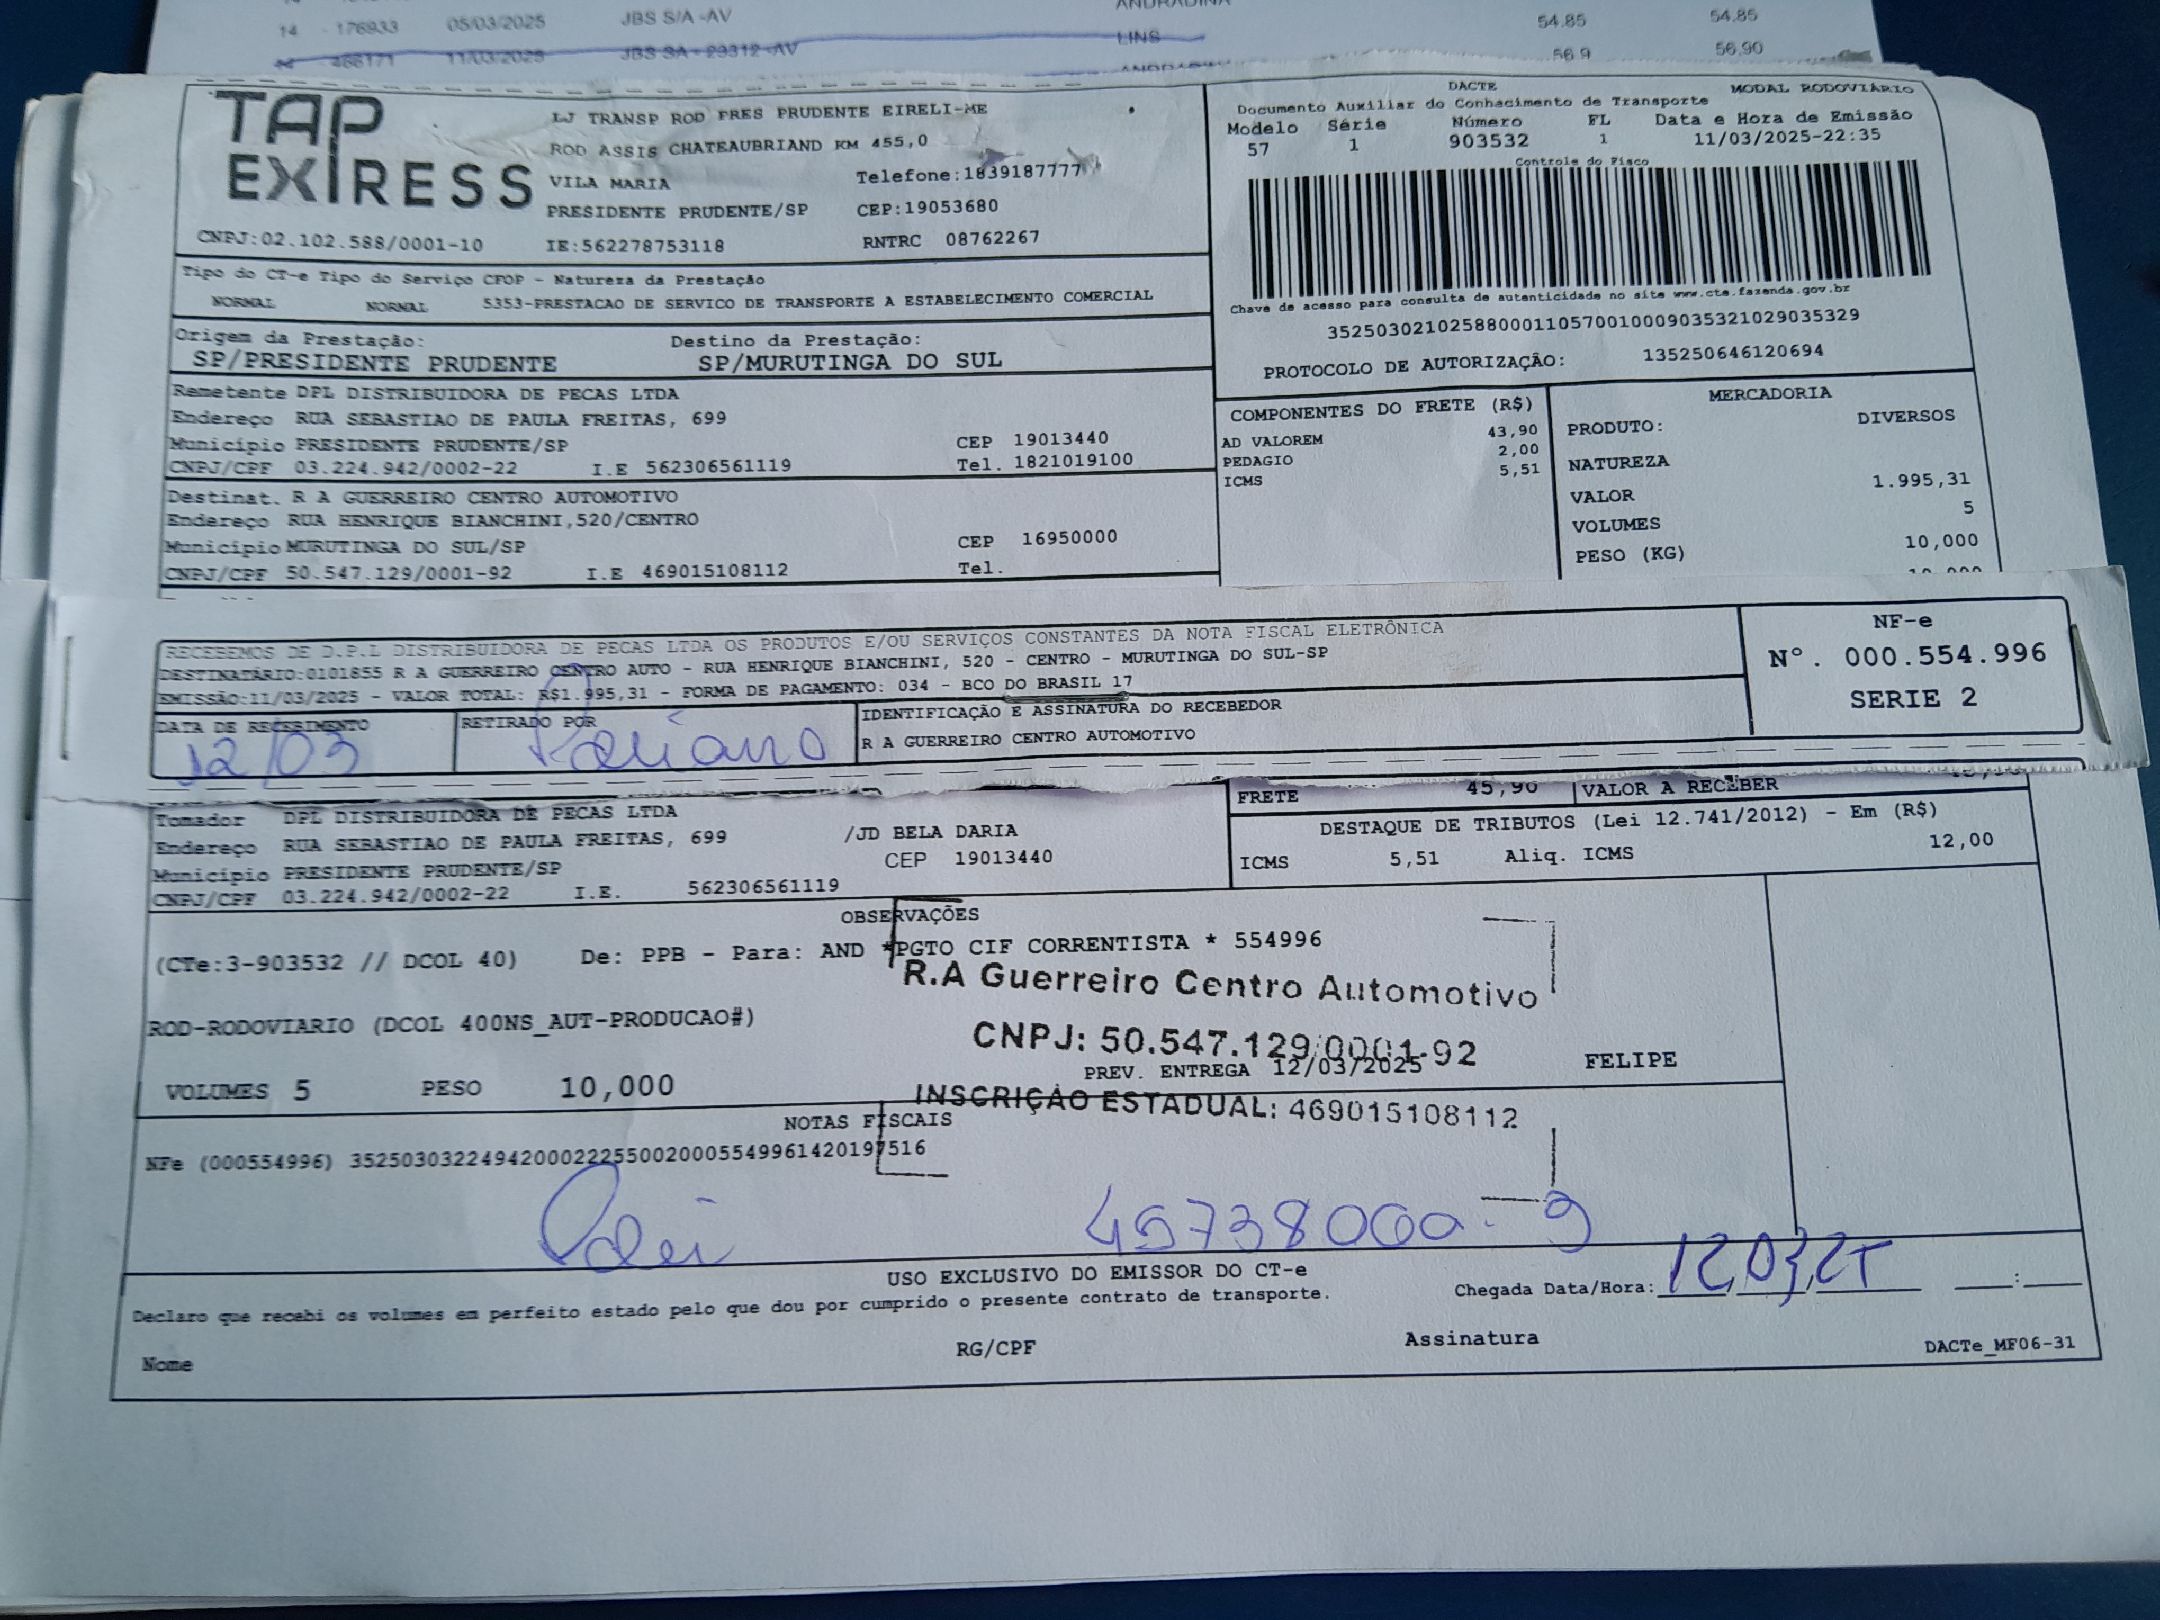 14 176933 05/03/2025 JBS S/A -AV ANDRADINA 54,85 54,85
466171 11/03/2025 JBS SA - 29312 -AV LINS 56,9 56,90
TAP EXPRESS
LJ TRANSP ROD PRES PRUDENTE EIRELI-ME
ROD ASSIS CHATEAUBRIAND KM 455,0
VILA MARIA Telefone:1839187777
PRESIDENTE PRUDENTE/SP CEP:19053680
CNPJ:02.102.588/0001-10 IE:562278753118 RNTRC 08762267
DACTE MODAL RODOVIÁRIO
Documento Auxiliar do Conhecimento de Transporte
Modelo Série Número FL Data e Hora de Emissão
57 1 903532 1 11/03/2025-22:35
Controle do Fisco
Chave de acesso para consulta de autenticidade no site www.cte.fazenda.gov.br
35250302102588000110570010009035321029035329
PROTOCOLO DE AUTORIZAÇÃO: 135250646120694
Tipo do CT-e Tipo do Serviço CFOP - Natureza da Prestação
NORMAL NORMAL 5353-PRESTACAO DE SERVICO DE TRANSPORTE A ESTABELECIMENTO COMERCIAL
Origem da Prestação: Destino da Prestação:
SP/PRESIDENTE PRUDENTE SP/MURUTINGA DO SUL
Remetente DPL DISTRIBUIDORA DE PECAS LTDA
Endereço RUA SEBASTIAO DE PAULA FREITAS, 699
Município PRESIDENTE PRUDENTE/SP CEP 19013440
CNPJ/CPF 03.224.942/0002-22 I.E 562306561119 Tel. 1821019100
Destinat. R A GUERREIRO CENTRO AUTOMOTIVO
Endereço RUA HENRIQUE BIANCHINI,520/CENTRO
Município MURUTINGA DO SUL/SP CEP 16950000
CNPJ/CPF 50.547.129/0001-92 I.E 469015108112 Tel.
COMPONENTES DO FRETE (R$)
AD VALOREM 43,90
PEDAGIO 2,00
ICMS 5,51
MERCADORIA
PRODUTO: DIVERSOS
NATUREZA
VALOR 1.995,31
VOLUMES 5
PESO (KG) 10,000
RECEBEMOS DE D.P.L DISTRIBUIDORA DE PECAS LTDA OS PRODUTOS E/OU SERVIÇOS CONSTANTES DA NOTA FISCAL ELETRÔNICA
DESTINATÁRIO:0101855 R A GUERREIRO CENTRO AUTO - RUA HENRIQUE BIANCHINI, 520 - CENTRO - MURUTINGA DO SUL-SP
EMISSÃO:11/03/2025 - VALOR TOTAL: R$1.995,31 - FORMA DE PAGAMENTO: 034 - BCO DO BRASIL 17
NF-e
Nº. 000.554.996
SERIE 2
DATA DE RECEBIMENTO RETIRADO POR IDENTIFICAÇÃO E ASSINATURA DO RECEBEDOR
12/03 R A GUERREIRO CENTRO AUTOMOTIVO
Tomador DPL DISTRIBUIDORA DE PECAS LTDA
Endereço RUA SEBASTIAO DE PAULA FREITAS, 699 /JD BELA DARIA
Município PRESIDENTE PRUDENTE/SP CEP 19013440
CNPJ/CPF 03.224.942/0002-22 I.E. 562306561119
FRETE 45,90 VALOR A RECEBER
DESTAQUE DE TRIBUTOS (Lei 12.741/2012) - Em (R$)
ICMS 5,51 Aliq. ICMS 12,00
OBSERVAÇÕES
(CTe:3-903532 // DCOL 40) De: PPB - Para: AND *PGTO CIF CORRENTISTA * 554996
R.A Guerreiro Centro Automotivo
ROD-RODOVIARIO (DCOL 400NS_AUT-PRODUCAO#)
CNPJ: 50.547.129/0001-92
PREV. ENTREGA 12/03/2025 FELIPE
VOLUMES 5 PESO 10,000
INSCRIÇÃO ESTADUAL: 469015108112
NOTAS FISCAIS
NFe (000554996) 35250303224942000222550020005549961420197516
45738060-9
USO EXCLUSIVO DO EMISSOR DO CT-e
Chegada Data/Hora: 12,03,25 :
Declaro que recebi os volumes em perfeito estado pelo que dou por cumprido o presente contrato de transporte.
Nome RG/CPF Assinatura DACTe_MF06-31